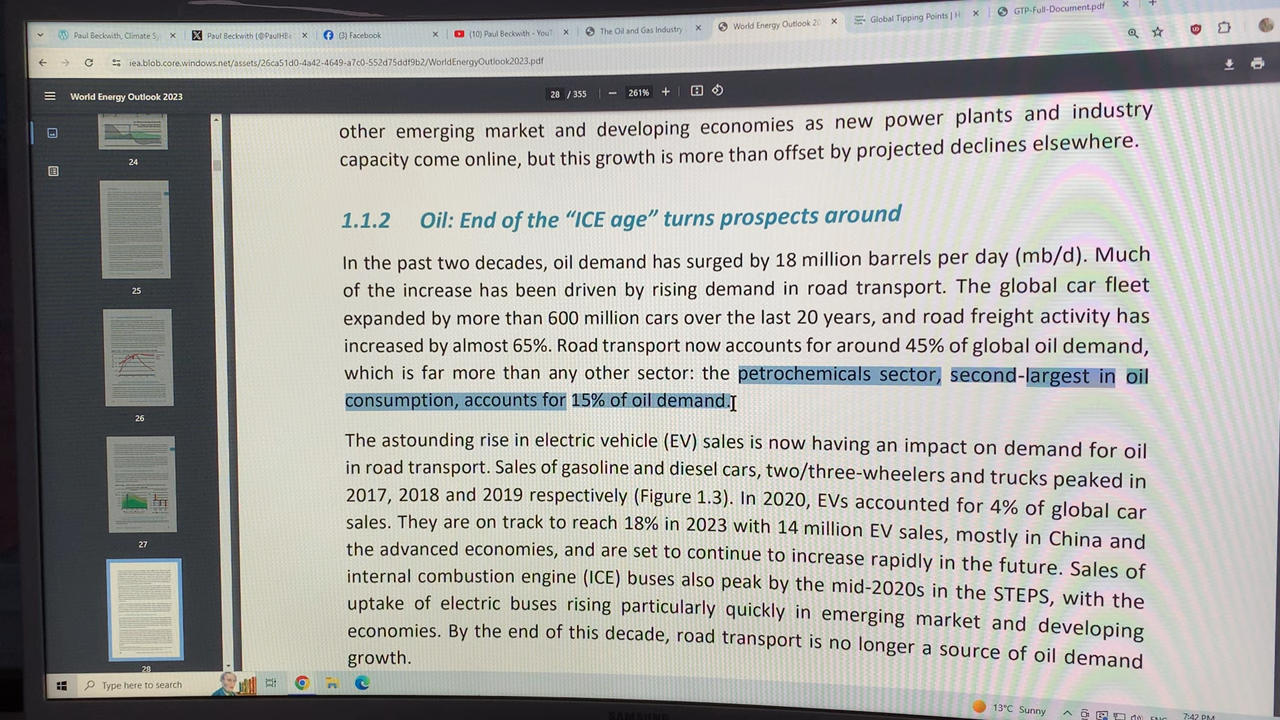 Paul Beckwith, Climate S
Paul Beckwith (@PaulHBe
(3) Facebook
(10) Paul Beckwith - YouT
The Oil and Gas Industry
World Energy Outlook 20
Global Tipping Points | H
GTP-Full-Document.pdf
iea.blob.core.windows.net/assets/26ca51d0-4a42-4649-a7c0-552d75ddf9b2/WorldEnergyOutlook2023.pdf
World Energy Outlook 2023
28 / 355
261%
24
25
26
27
28
other emerging market and developing economies as new power plants and industry
capacity come online, but this growth is more than offset by projected declines elsewhere.
1.1.2 Oil: End of the “ICE age” turns prospects around
In the past two decades, oil demand has surged by 18 million barrels per day (mb/d). Much
of the increase has been driven by rising demand in road transport. The global car fleet
expanded by more than 600 million cars over the last 20 years, and road freight activity has
increased by almost 65%. Road transport now accounts for around 45% of global oil demand,
which is far more than any other sector: the petrochemicals sector, second-largest in oil
consumption, accounts for 15% of oil demand.
The astounding rise in electric vehicle (EV) sales is now having an impact on demand for oil
in road transport. Sales of gasoline and diesel cars, two/three-wheelers and trucks peaked in
2017, 2018 and 2019 respectively (Figure 1.3). In 2020, EVs accounted for 4% of global car
sales. They are on track to reach 18% in 2023 with 14 million EV sales, mostly in China and
the advanced economies, and are set to continue to increase rapidly in the future. Sales of
internal combustion engine (ICE) buses also peak by the mid-2020s in the STEPS, with the
uptake of electric buses rising particularly quickly in emerging market and developing
economies. By the end of this decade, road transport is no longer a source of oil demand
growth.
Type here to search
13°C Sunny
ENG
7:42 PM
SAMSUNG